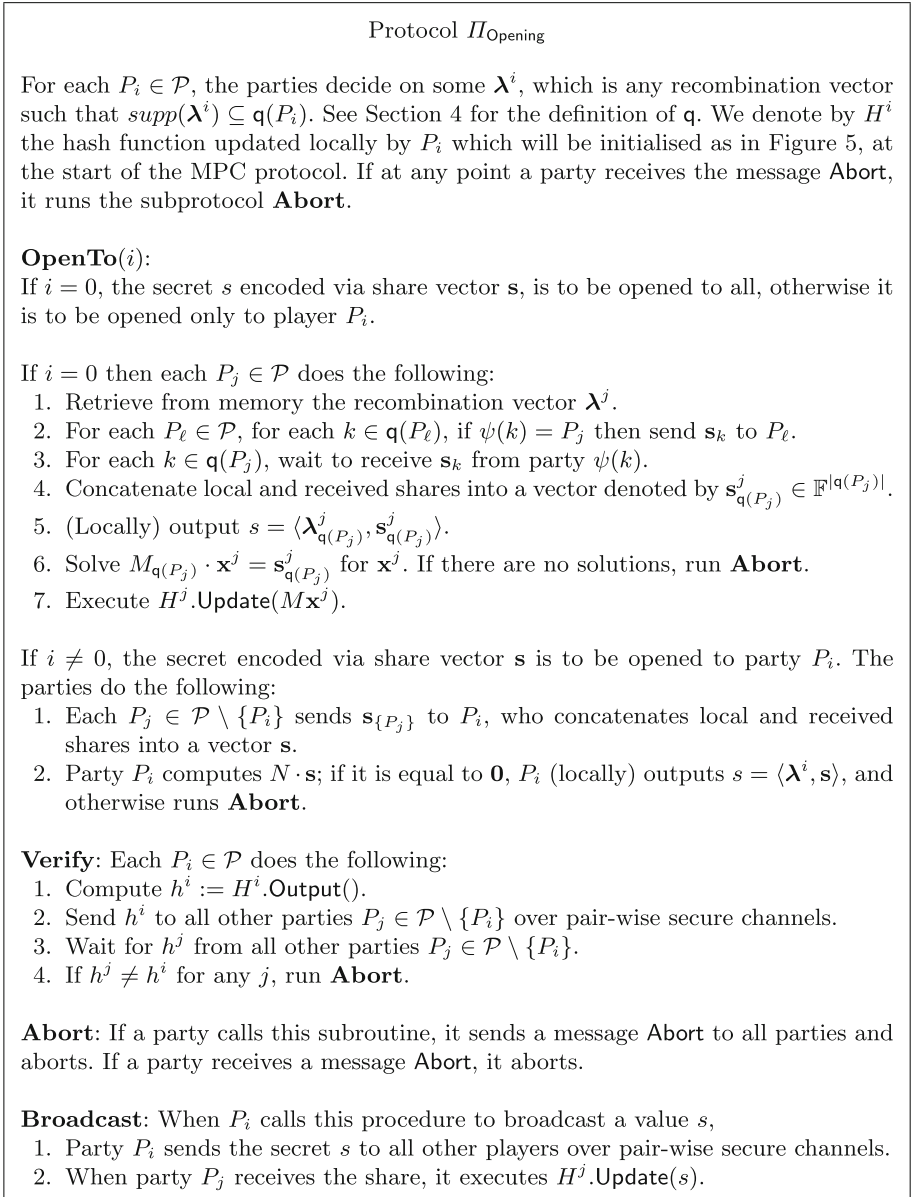 Protocol Π_Opening
For each P_i ∈ 𝒫, the parties decide on some 𝝀^i, which is any recombination vector
such that supp(𝝀^i) ⊆ q(P_i). See Section 4 for the definition of q. We denote by H^i
the hash function updated locally by P_i which will be initialised as in Figure 5, at
the start of the MPC protocol. If at any point a party receives the message Abort,
it runs the subprotocol Abort.
OpenTo(i):
If i = 0, the secret s encoded via share vector s, is to be opened to all, otherwise it
is to be opened only to player P_i.
If i = 0 then each P_j ∈ 𝒫 does the following:
1. Retrieve from memory the recombination vector 𝝀^j.
2. For each P_ℓ ∈ 𝒫, for each k ∈ q(P_ℓ), if ψ(k) = P_j then send s_k to P_ℓ.
3. For each k ∈ q(P_j), wait to receive s_k from party ψ(k).
4. Concatenate local and received shares into a vector denoted by s^j_{q(P_j)} ∈ 𝔽^{|q(P_j)|}.
5. (Locally) output s = ⟨𝝀^j_{q(P_j)}, s^j_{q(P_j)}⟩.
6. Solve M_{q(P_j)} · x^j = s^j_{q(P_j)} for x^j. If there are no solutions, run Abort.
7. Execute H^j.Update(Mx^j).
If i ≠ 0, the secret encoded via share vector s is to be opened to party P_i. The
parties do the following:
1. Each P_j ∈ 𝒫 \ {P_i} sends s_{{P_j}} to P_i, who concatenates local and received
shares into a vector s.
2. Party P_i computes N · s; if it is equal to 0, P_i (locally) outputs s = ⟨𝝀^i, s⟩, and
otherwise runs Abort.
Verify: Each P_i ∈ 𝒫 does the following:
1. Compute h^i := H^i.Output().
2. Send h^i to all other parties P_j ∈ 𝒫 \ {P_i} over pair-wise secure channels.
3. Wait for h^j from all other parties P_j ∈ 𝒫 \ {P_i}.
4. If h^j ≠ h^i for any j, run Abort.
Abort: If a party calls this subroutine, it sends a message Abort to all parties and
aborts. If a party receives a message Abort, it aborts.
Broadcast: When P_i calls this procedure to broadcast a value s,
1. Party P_i sends the secret s to all other players over pair-wise secure channels.
2. When party P_j receives the share, it executes H^j.Update(s).